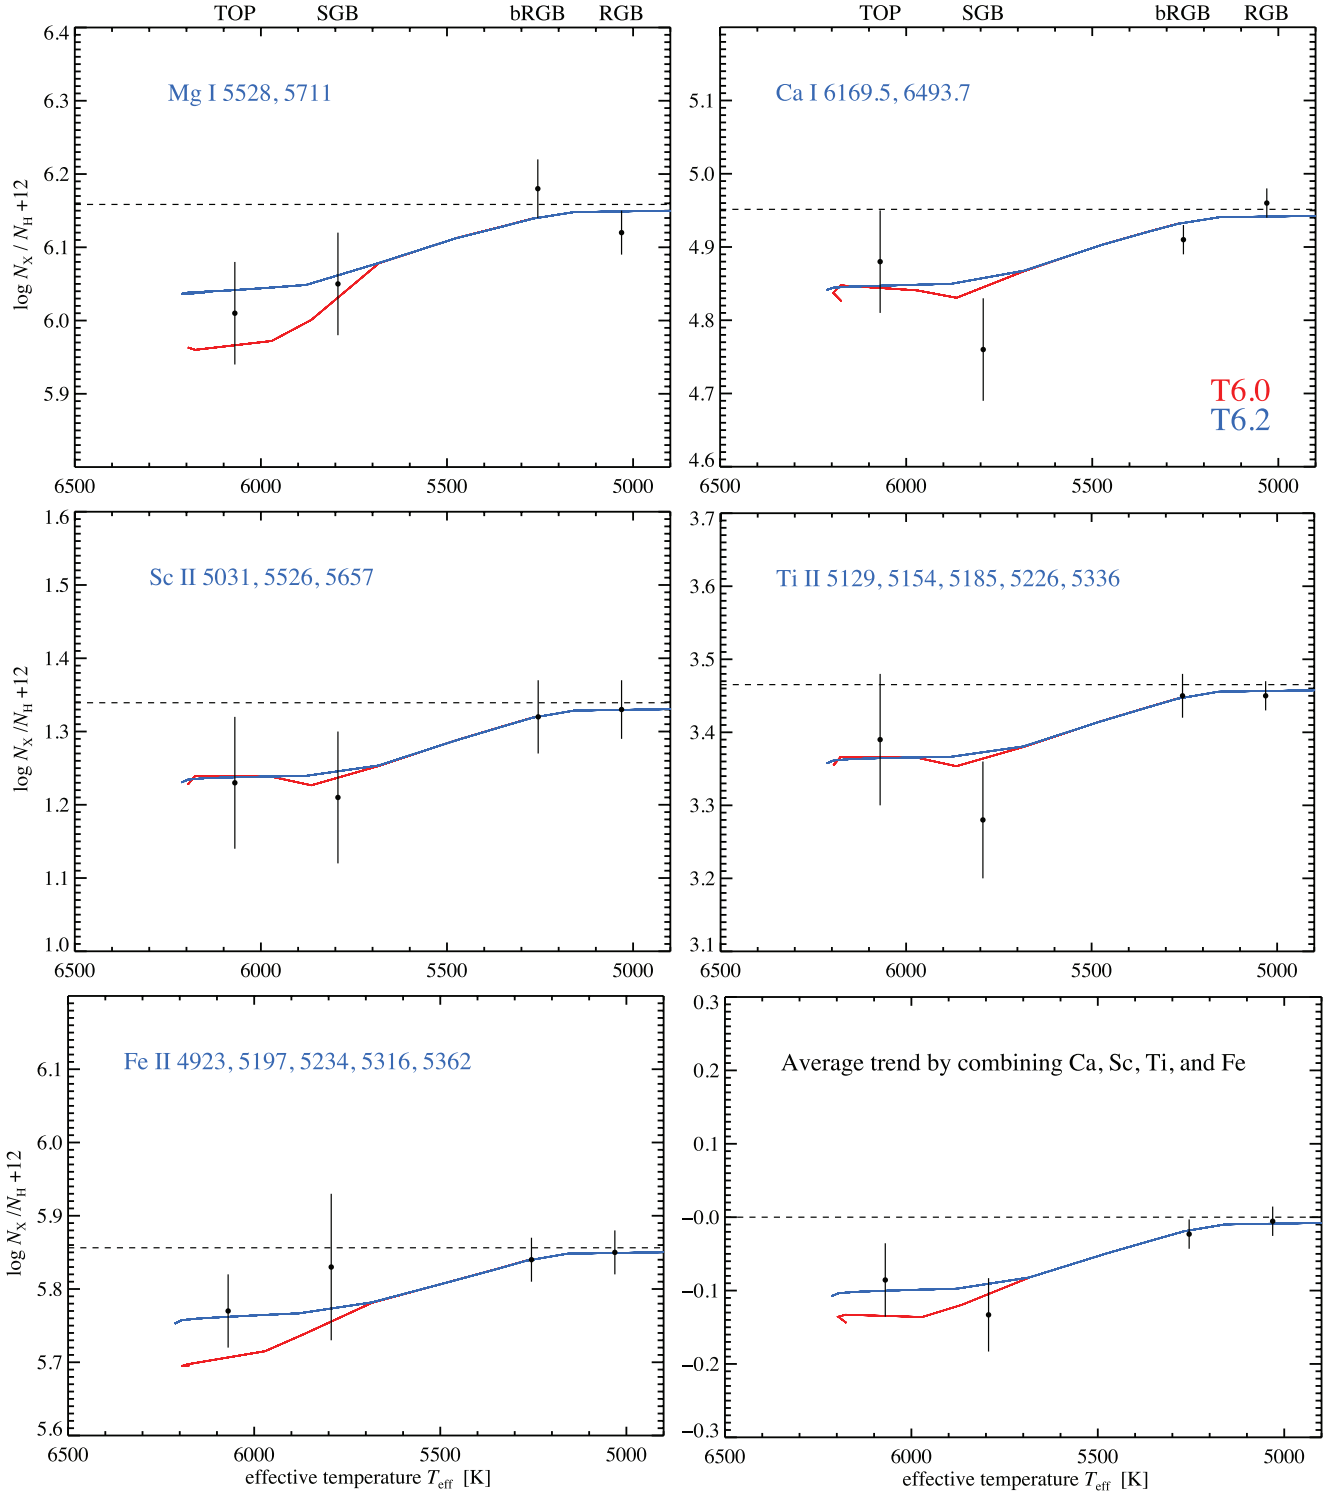 TOP SGB bRGB RGB
TOP SGB bRGB RGB
6.4
6.3
6.2
6.1
6.0
5.9
log N_X / N_H +12
Mg I 5528, 5711
6500 6000 5500 5000
5.1
5.0
4.9
4.8
4.7
4.6
Ca I 6169.5, 6493.7
T6.0
T6.2
6500 6000 5500 5000
1.6
1.5
1.4
1.3
1.2
1.1
1.0
log N_X /N_H +12
Sc II 5031, 5526, 5657
6500 6000 5500 5000
3.7
3.6
3.5
3.4
3.3
3.2
3.1
Ti II 5129, 5154, 5185, 5226, 5336
6500 6000 5500 5000
6.1
6.0
5.9
5.8
5.7
5.6
log N_X /N_H +12
Fe II 4923, 5197, 5234, 5316, 5362
6500 6000 5500 5000
effective temperature T_eff [K]
0.3
0.2
0.1
−0.0
−0.1
−0.2
−0.3
Average trend by combining Ca, Sc, Ti, and Fe
6500 6000 5500 5000
effective temperature T_eff [K]